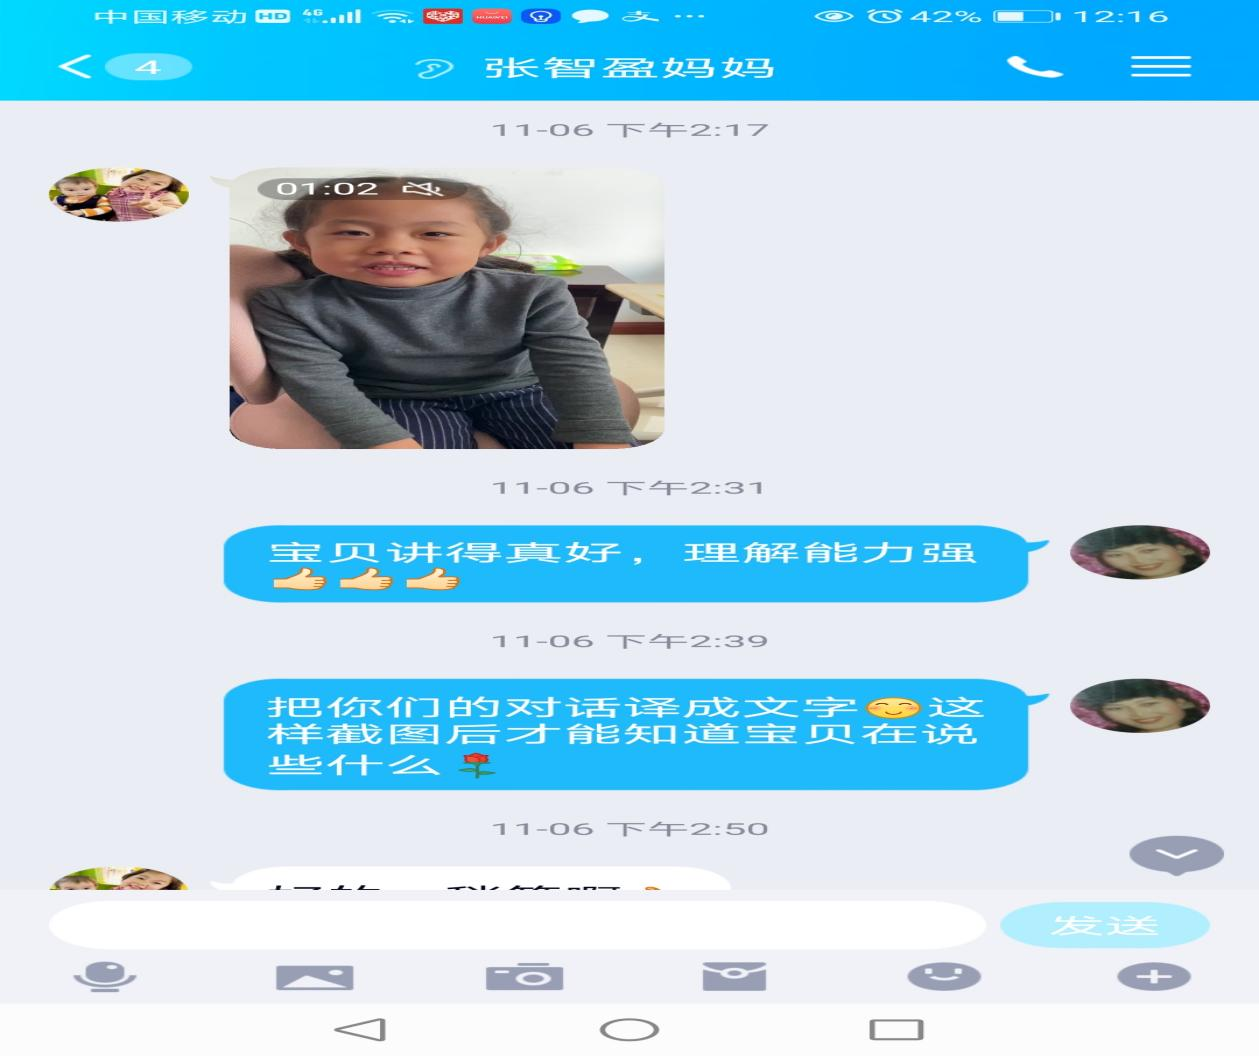 中国移动 HD 4G HUAWEI 支 ··· 42% 12:16
4 张智盈妈妈
11-06 下午2:17
01:02
11-06 下午2:31
宝贝讲得真好，理解能力强
👍👍👍
11-06 下午2:39
把你们的对话译成文字😊这
样截图后才能知道宝贝在说
些什么🌹
11-06 下午2:50
发送